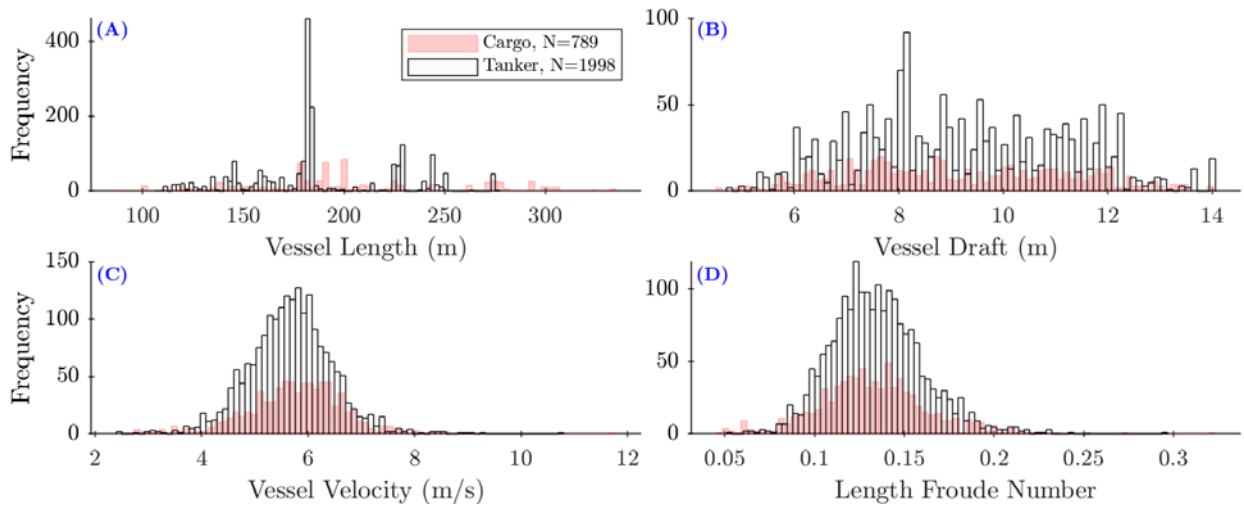 (A)
Cargo, N=789
Tanker, N=1998
Frequency
400
200
0
100
150
200
250
300
Vessel Length (m)
(B)
100
50
0
6
8
10
12
14
Vessel Draft (m)
(C)
Frequency
150
100
50
0
2
4
6
8
10
12
Vessel Velocity (m/s)
(D)
100
50
0
0.05
0.1
0.15
0.2
0.25
0.3
Length Froude Number